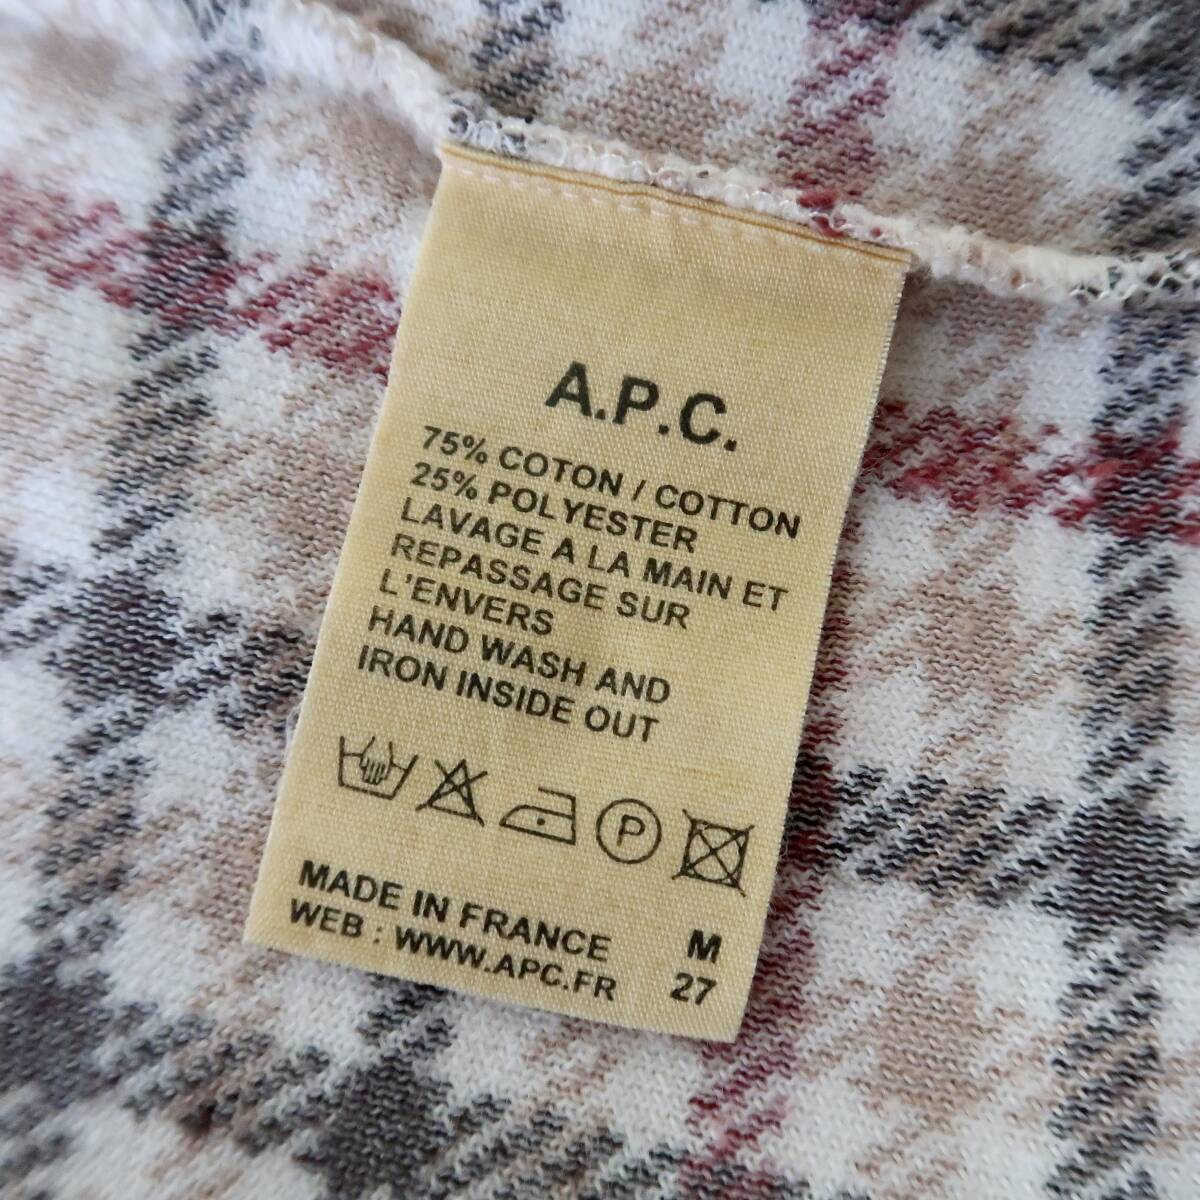 A.P.C.
75% COTON / COTTON
25% POLYESTER
LAVAGE A LA MAIN ET
REPASSAGE SUR
L'ENVERS
HAND WASH AND
IRON INSIDE OUT
P
MADE IN FRANCE M
WEB : WWW.APC.FR 27